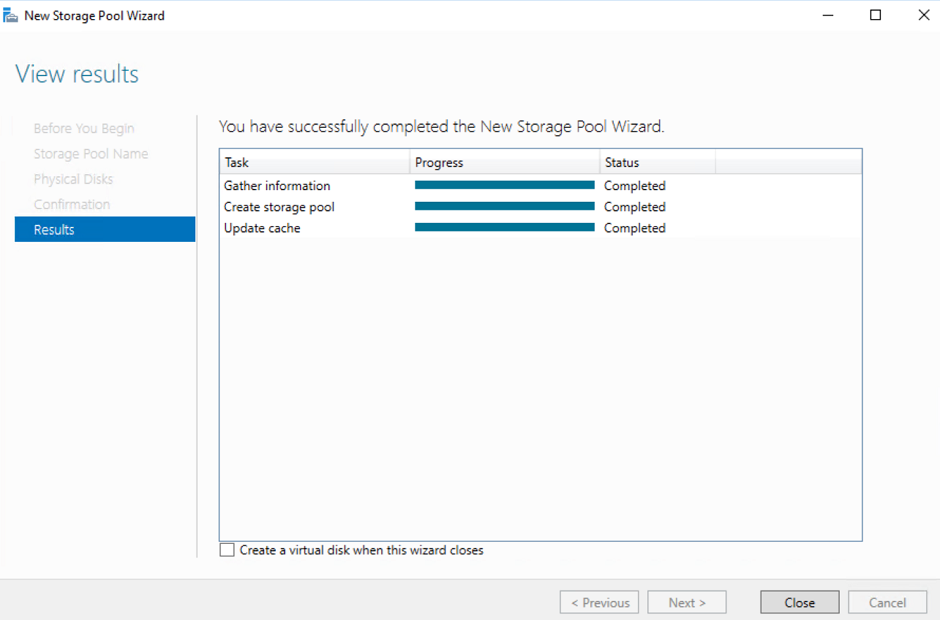 New Storage Pool Wizard
View results
Before You Begin
Storage Pool Name
Physical Disks
Confirmation
Results
You have successfully completed the New Storage Pool Wizard.
Task Progress Status
Gather information Completed
Create storage pool Completed
Update cache Completed
Create a virtual disk when this wizard closes
< Previous Next > Close Cancel